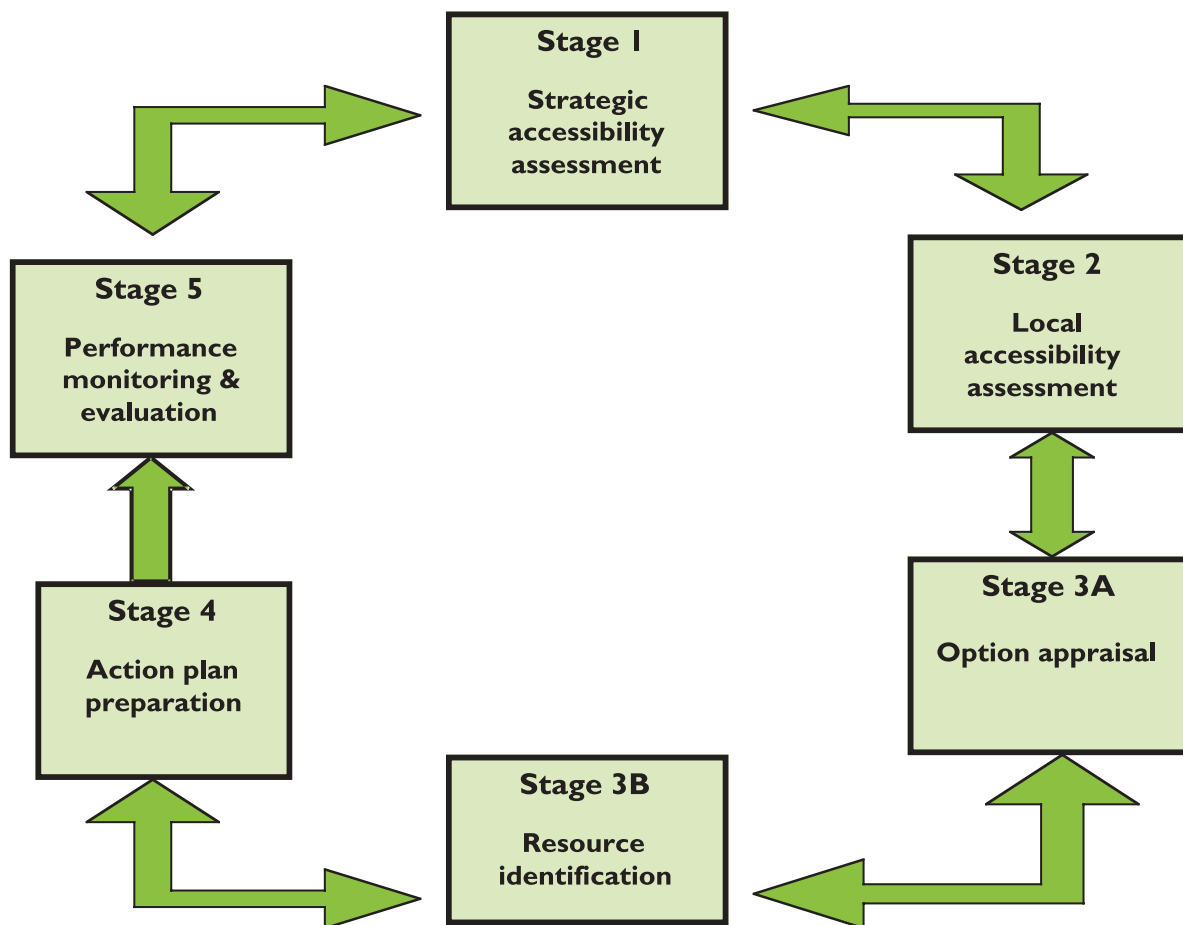 Stage 1
Strategic
accessibility
assessment
Stage 2
Local
accessibility
assessment
Stage 3A
Option appraisal
Stage 3B
Resource
identification
Stage 4
Action plan
preparation
Stage 5
Performance
monitoring &
evaluation